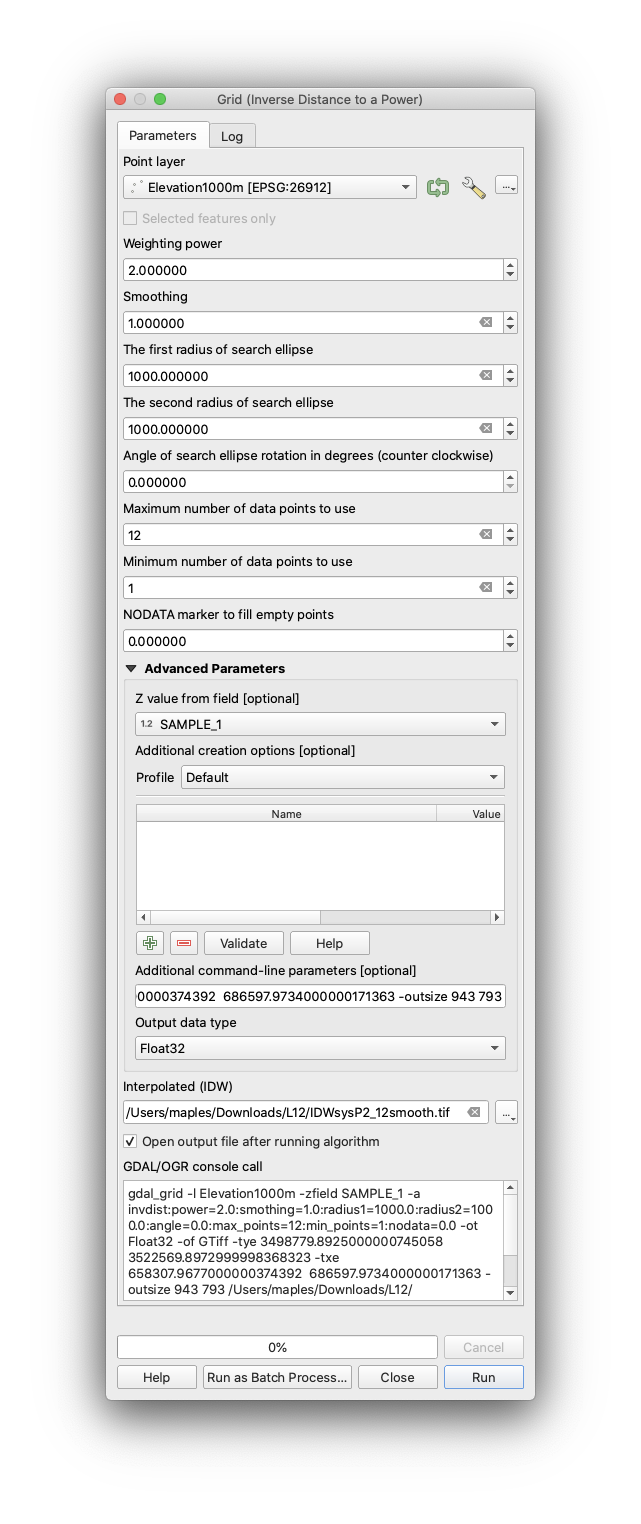 Grid (Inverse Distance to a Power)
Parameters
Log
Point layer
Elevation1000m [EPSG:26912]
...
Selected features only
Weighting power
2.000000
Smoothing
1.000000
The first radius of search ellipse
1000.000000
The second radius of search ellipse
1000.000000
Angle of search ellipse rotation in degrees (counter clockwise)
0.000000
Maximum number of data points to use
12
Minimum number of data points to use
1
NODATA marker to fill empty points
0.000000
Advanced Parameters
Z value from field [optional]
1.2 SAMPLE_1
Additional creation options [optional]
Profile Default
Name Value
Validate Help
Additional command-line parameters [optional]
0000374392  686597.9734000000171363 -outsize 943 793
Output data type
Float32
Interpolated (IDW)
/Users/maples/Downloads/L12/IDWsysP2_12smooth.tif
...
Open output file after running algorithm
GDAL/OGR console call
gdal_grid -l Elevation1000m -zfield SAMPLE_1 -a
invdist:power=2.0:smothing=1.0:radius1=1000.0:radius2=100
0.0:angle=0.0:max_points=12:min_points=1:nodata=0.0 -ot
Float32 -of GTiff -tye 3498779.8925000000745058
3522569.8972999998368323 -txe
658307.9677000000374392  686597.9734000000171363 -
outsize 943 793 /Users/maples/Downloads/L12/
0%
Cancel
Help
Run as Batch Process...
Close
Run